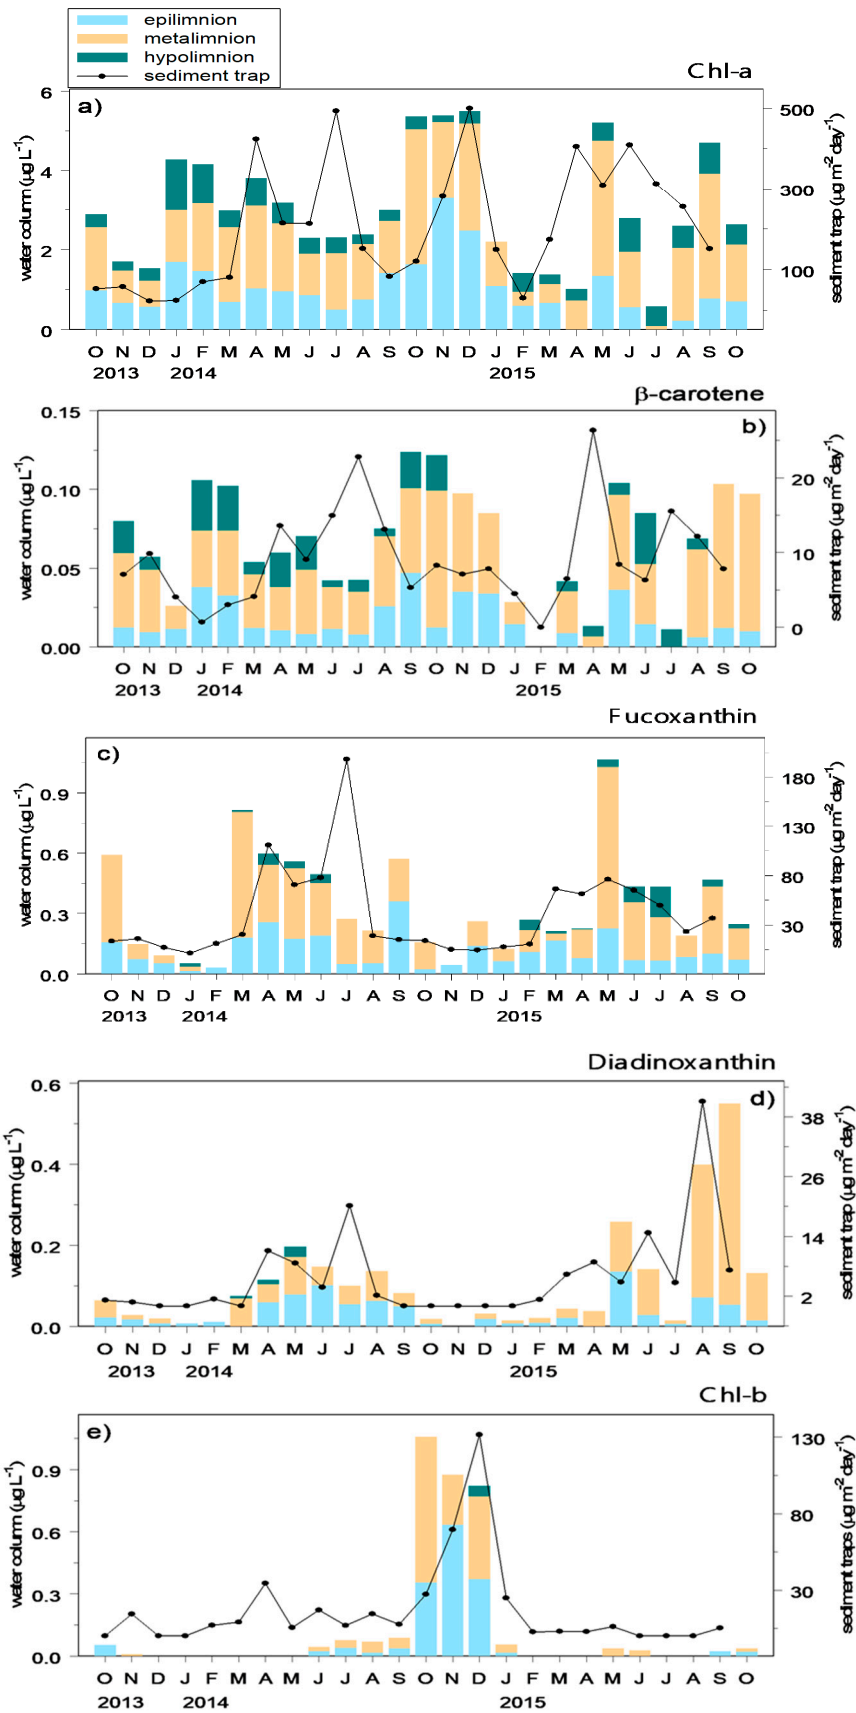 epilimnion
metalimnion
hypolimnion
sediment trap
Chl-a
a)
6
4
2
0
water column (µg L⁻¹)
500
300
100
sediment trap (µg m⁻² day⁻¹)
O N D J F M A M J J A S O N D J F M A M J J A S O
2013 2014 2015
β-carotene
b)
0.15
0.10
0.05
0.00
water column (µg L⁻¹)
20
10
0
sediment trap (µg m⁻² day⁻¹)
O N D J F M A M J J A S O N D J F M A M J J A S O
2013 2014 2015
Fucoxanthin
c)
0.9
0.6
0.3
0.0
water column (µg L⁻¹)
180
130
80
30
sediment trap (µg m⁻² day⁻¹)
O N D J F M A M J J A S O N D J F M A M J J A S O
2013 2014 2015
Diadinoxanthin
d)
0.6
0.4
0.2
0.0
water column (µg L⁻¹)
38
26
14
2
sediment trap (µg m⁻² day⁻¹)
O N D J F M A M J J A S O N D J F M A M J J A S O
2013 2014 2015
Chl-b
e)
0.9
0.6
0.3
0.0
water column (µg L⁻¹)
130
80
30
sediment traps (µg m⁻² day⁻¹)
O N D J F M A M J J A S O N D J F M A M J J A S O
2013 2014 2015